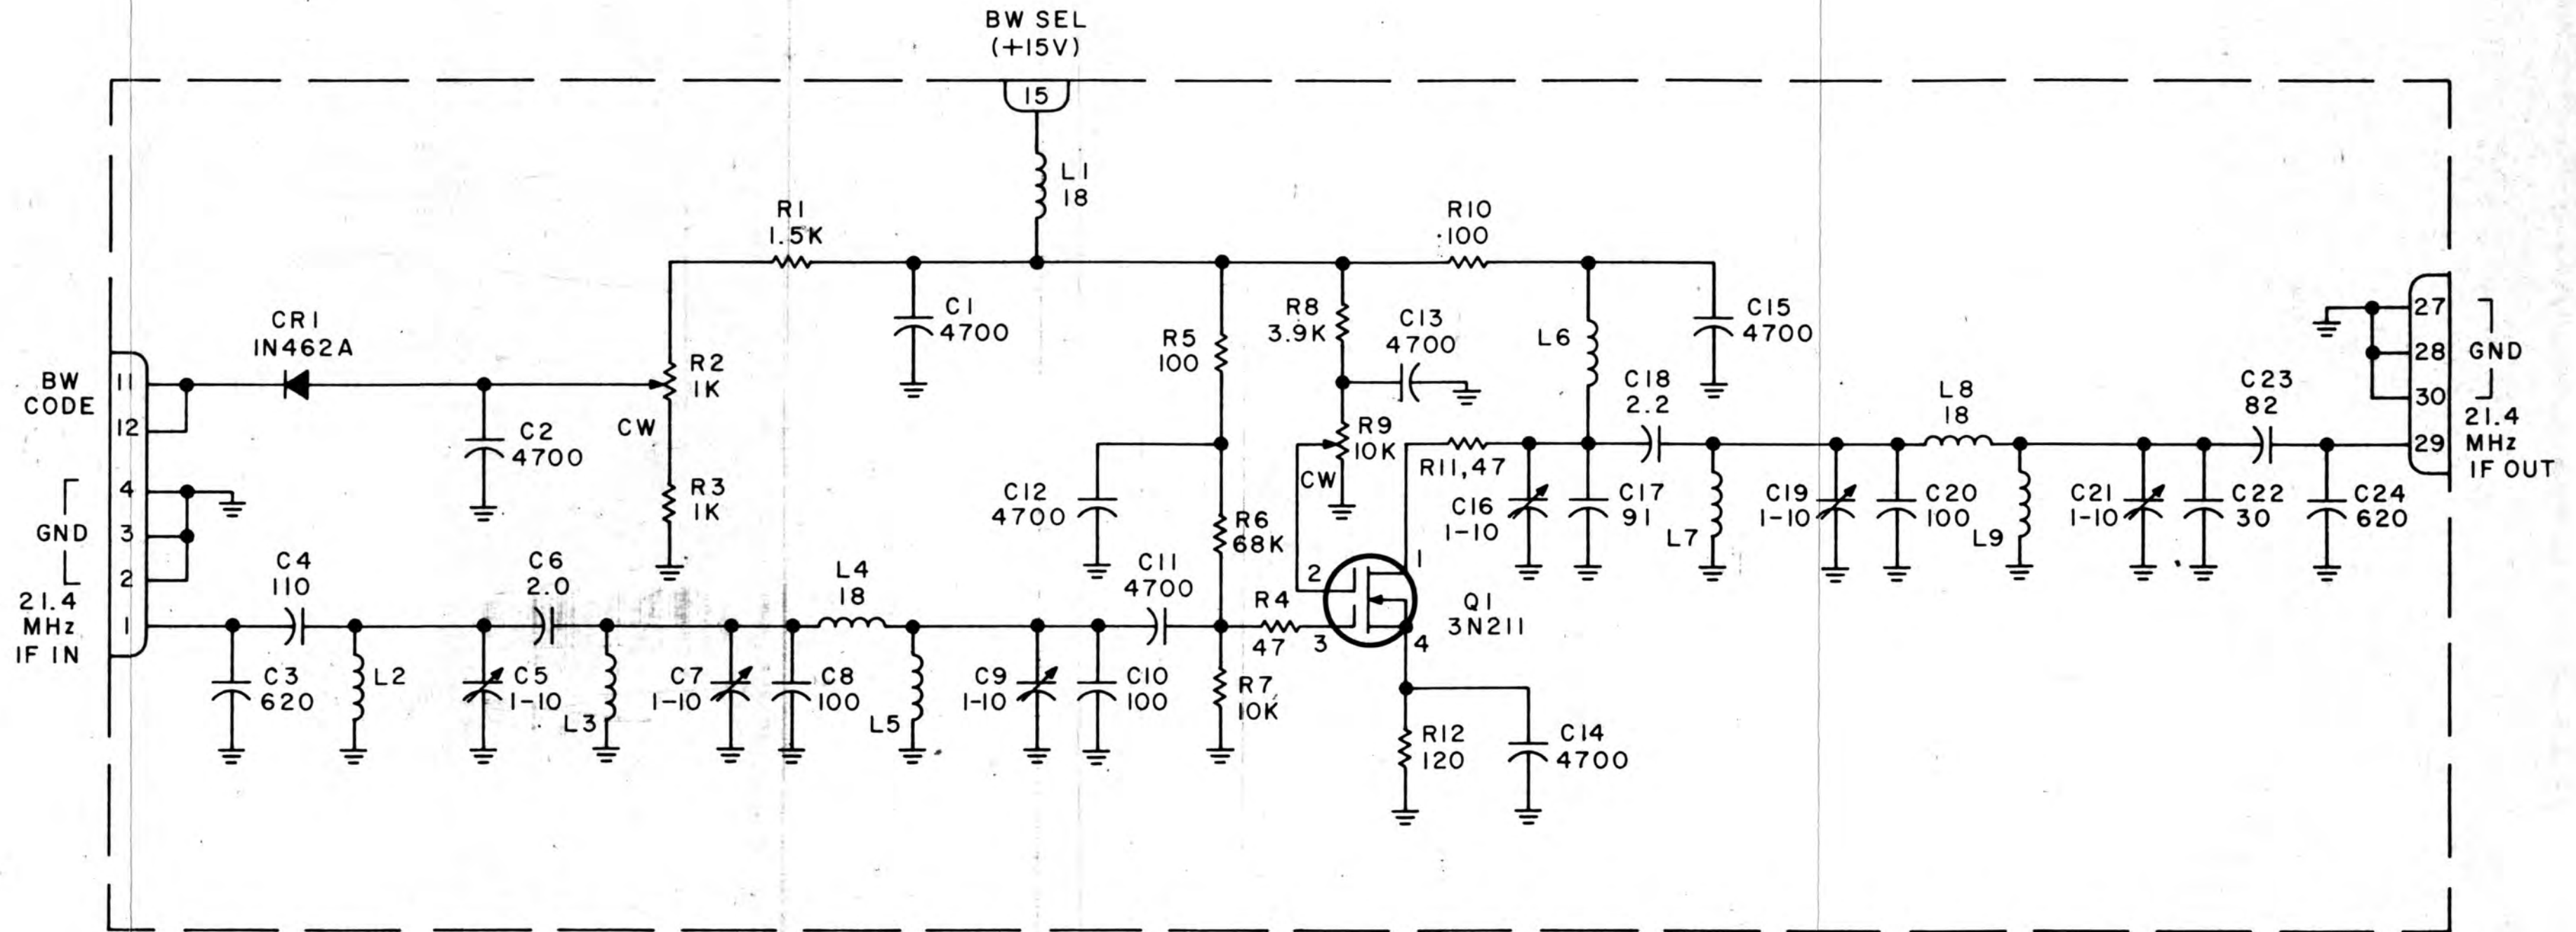 BW SEL
(+15V)
15
L1
18
R1
1.5K
R10
100
CR1
IN462A
C1
4700
R5
100
R8
3.9K
C13
4700
L6
C15
4700
27
28
GND
30
21.4
MHz
29
IF OUT
BW
CODE
11
12
R2
1K
CW
C2
4700
R3
1K
C18
2.2
L8
18
C23
82
R9
10K
CW
R11,47
C12
4700
R6
68K
C16
1-10
C17
91
L7
C19
1-10
C20
100
L9
C21
1-10
C22
30
C24
620
4
GND
3
2
21.4
MHz
1
IF IN
C4
110
C6
2.0
L4
18
C11
4700
R4
47
2
1
3
4
Q1
3N211
C3
620
L2
C5
1-10
L3
C7
1-10
C8
100
L5
C9
1-10
C10
100
R7
10K
R12
120
C14
4700